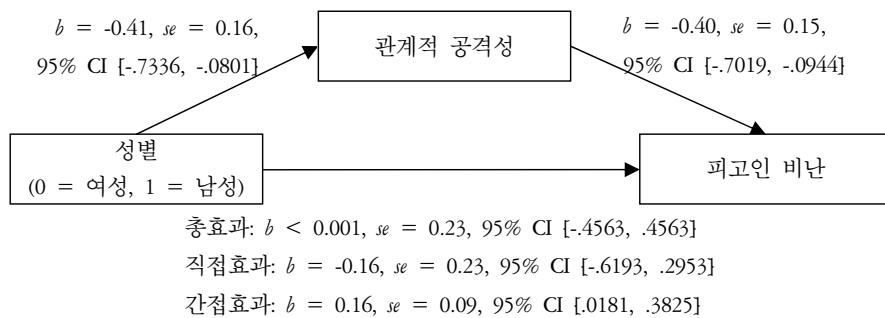 b = -0.41, se = 0.16,
95% CI [-.7336, -.0801]
관계적 공격성
b = -0.40, se = 0.15,
95% CI [-.7019, -.0944]
성별
(0 = 여성, 1 = 남성)
피고인 비난
총효과: b < 0.001, se = 0.23, 95% CI [-.4563, .4563]
직접효과: b = -0.16, se = 0.23, 95% CI [-.6193, .2953]
간접효과: b = 0.16, se = 0.09, 95% CI [.0181, .3825]